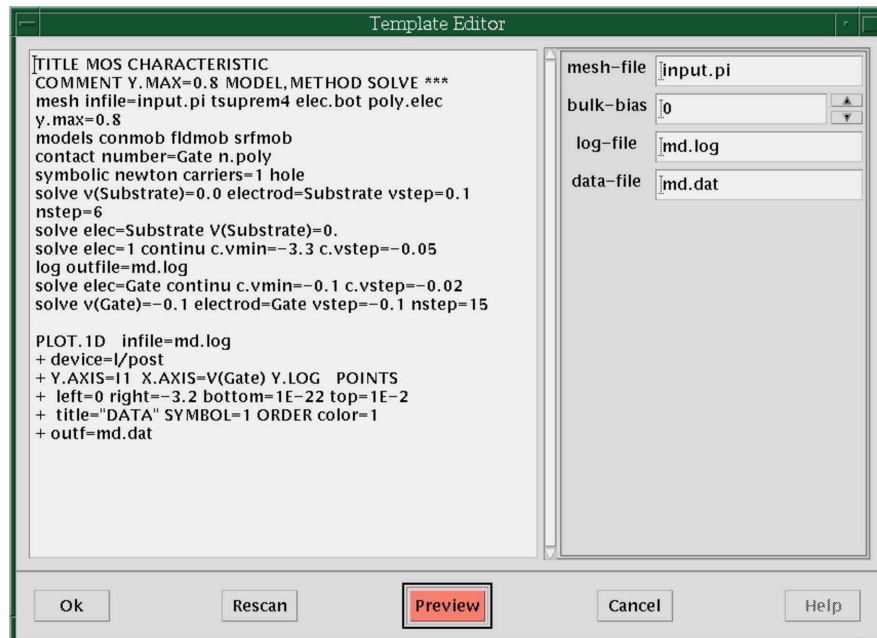 Template Editor
TITLE MOS CHARACTERISTIC
COMMENT Y.MAX=0.8 MODEL,METHOD SOLVE ***
mesh infile=input.pi tsuprem4 elec.bot poly.elec
y.max=0.8
models conmob fldmob srfmob
contact number=Gate n.poly
symbolic newton carriers=1 hole
solve v(Substrate)=0.0 electrod=Substrate vstep=0.1
nstep=6
solve elec=Substrate V(Substrate)=0.
solve elec=1 continu c.vmin=-3.3 c.vstep=-0.05
log outfile=md.log
solve elec=Gate continu c.vmin=-0.1 c.vstep=-0.02
solve v(Gate)=-0.1 electrod=Gate vstep=-0.1 nstep=15
PLOT.1D   infile=md.log
+ device=l/post
+ Y.AXIS=I1  X.AXIS=V(Gate) Y.LOG   POINTS
+  left=0 right=-3.2 bottom=1E-22 top=1E-2
+  title="DATA" SYMBOL=1 ORDER color=1
+ outf=md.dat
mesh-file input.pi
bulk-bias 0
log-file md.log
data-file md.dat
Ok Rescan Preview Cancel Help